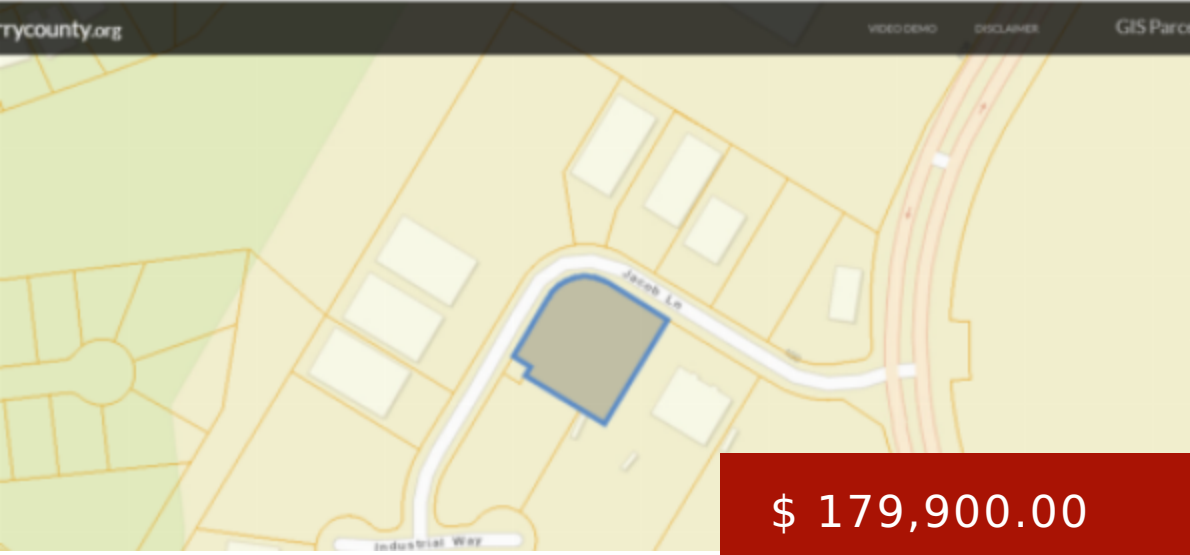 rrycounty.org
VIDEO DEMO
DISCLAIMER
GIS Parce
Jacob Ln
Industrial Way
$ 179,900.00